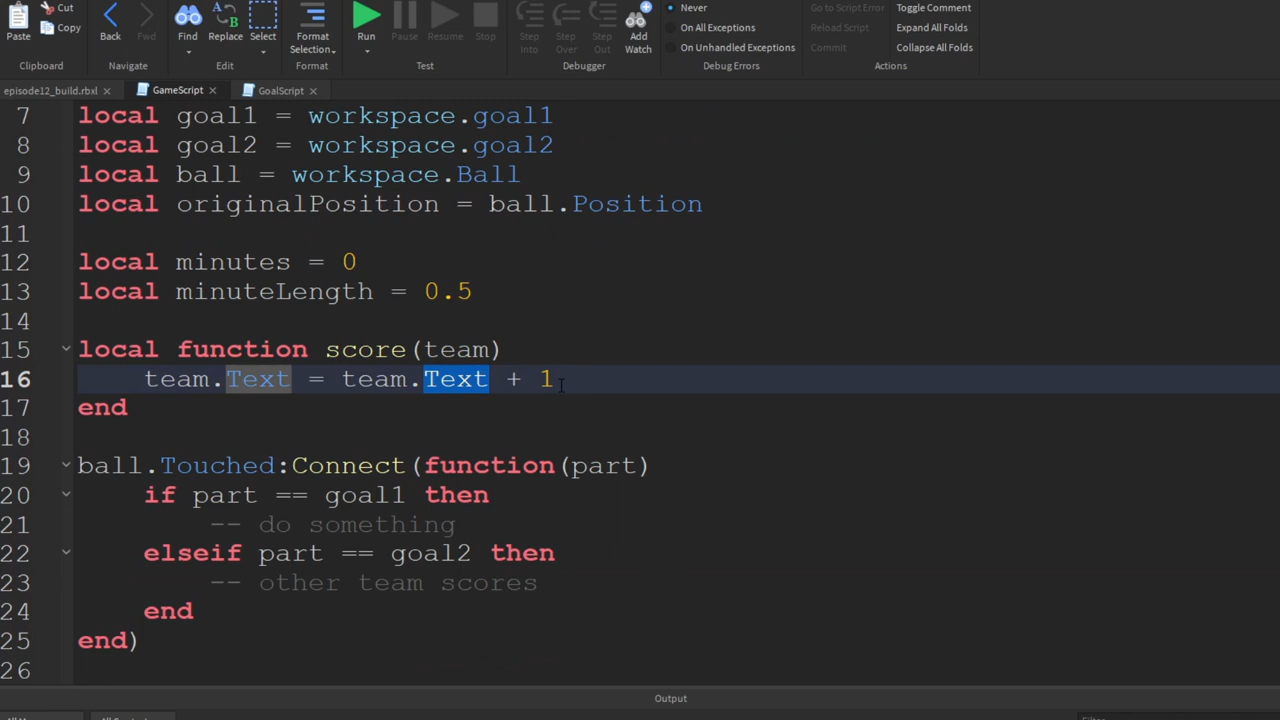 Cut
Copy
Paste
Back
Fwd
Find
Replace
Select
Format
Selection
Run
Pause
Resume
Stop
Step
Into
Step
Over
Step
Out
Add
Watch
Never
On All Exceptions
On Unhandled Exceptions
Go to Script Error
Reload Script
Commit
Toggle Comment
Expand All Folds
Collapse All Folds
Clipboard
Navigate
Edit
Format
Test
Debugger
Debug Errors
Actions
episode12_build.rbxl × GameScript × GoalScript ×
7 local goal1 = workspace.goal1
8 local goal2 = workspace.goal2
9 local ball = workspace.Ball
10 local originalPosition = ball.Position
11
12 local minutes = 0
13 local minuteLength = 0.5
14
15 local function score(team)
16 team.Text = team.Text + 1
17 end
18
19 ball.Touched:Connect(function(part)
20 if part == goal1 then
21 -- do something
22 elseif part == goal2 then
23 -- other team scores
24 end
25 end)
26
Output